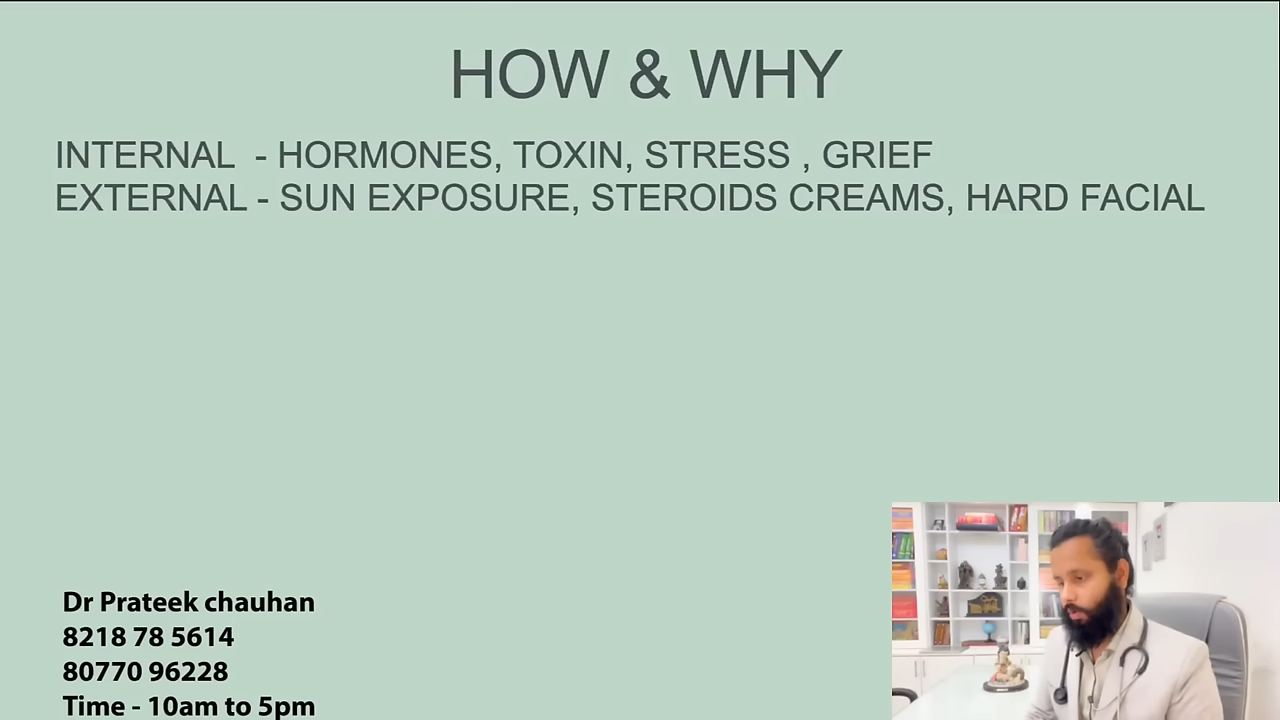 HOW & WHY
INTERNAL - HORMONES, TOXIN, STRESS , GRIEF
EXTERNAL - SUN EXPOSURE, STEROIDS CREAMS, HARD FACIAL
Dr Prateek chauhan
8218 78 5614
80770 96228
Time - 10am to 5pm